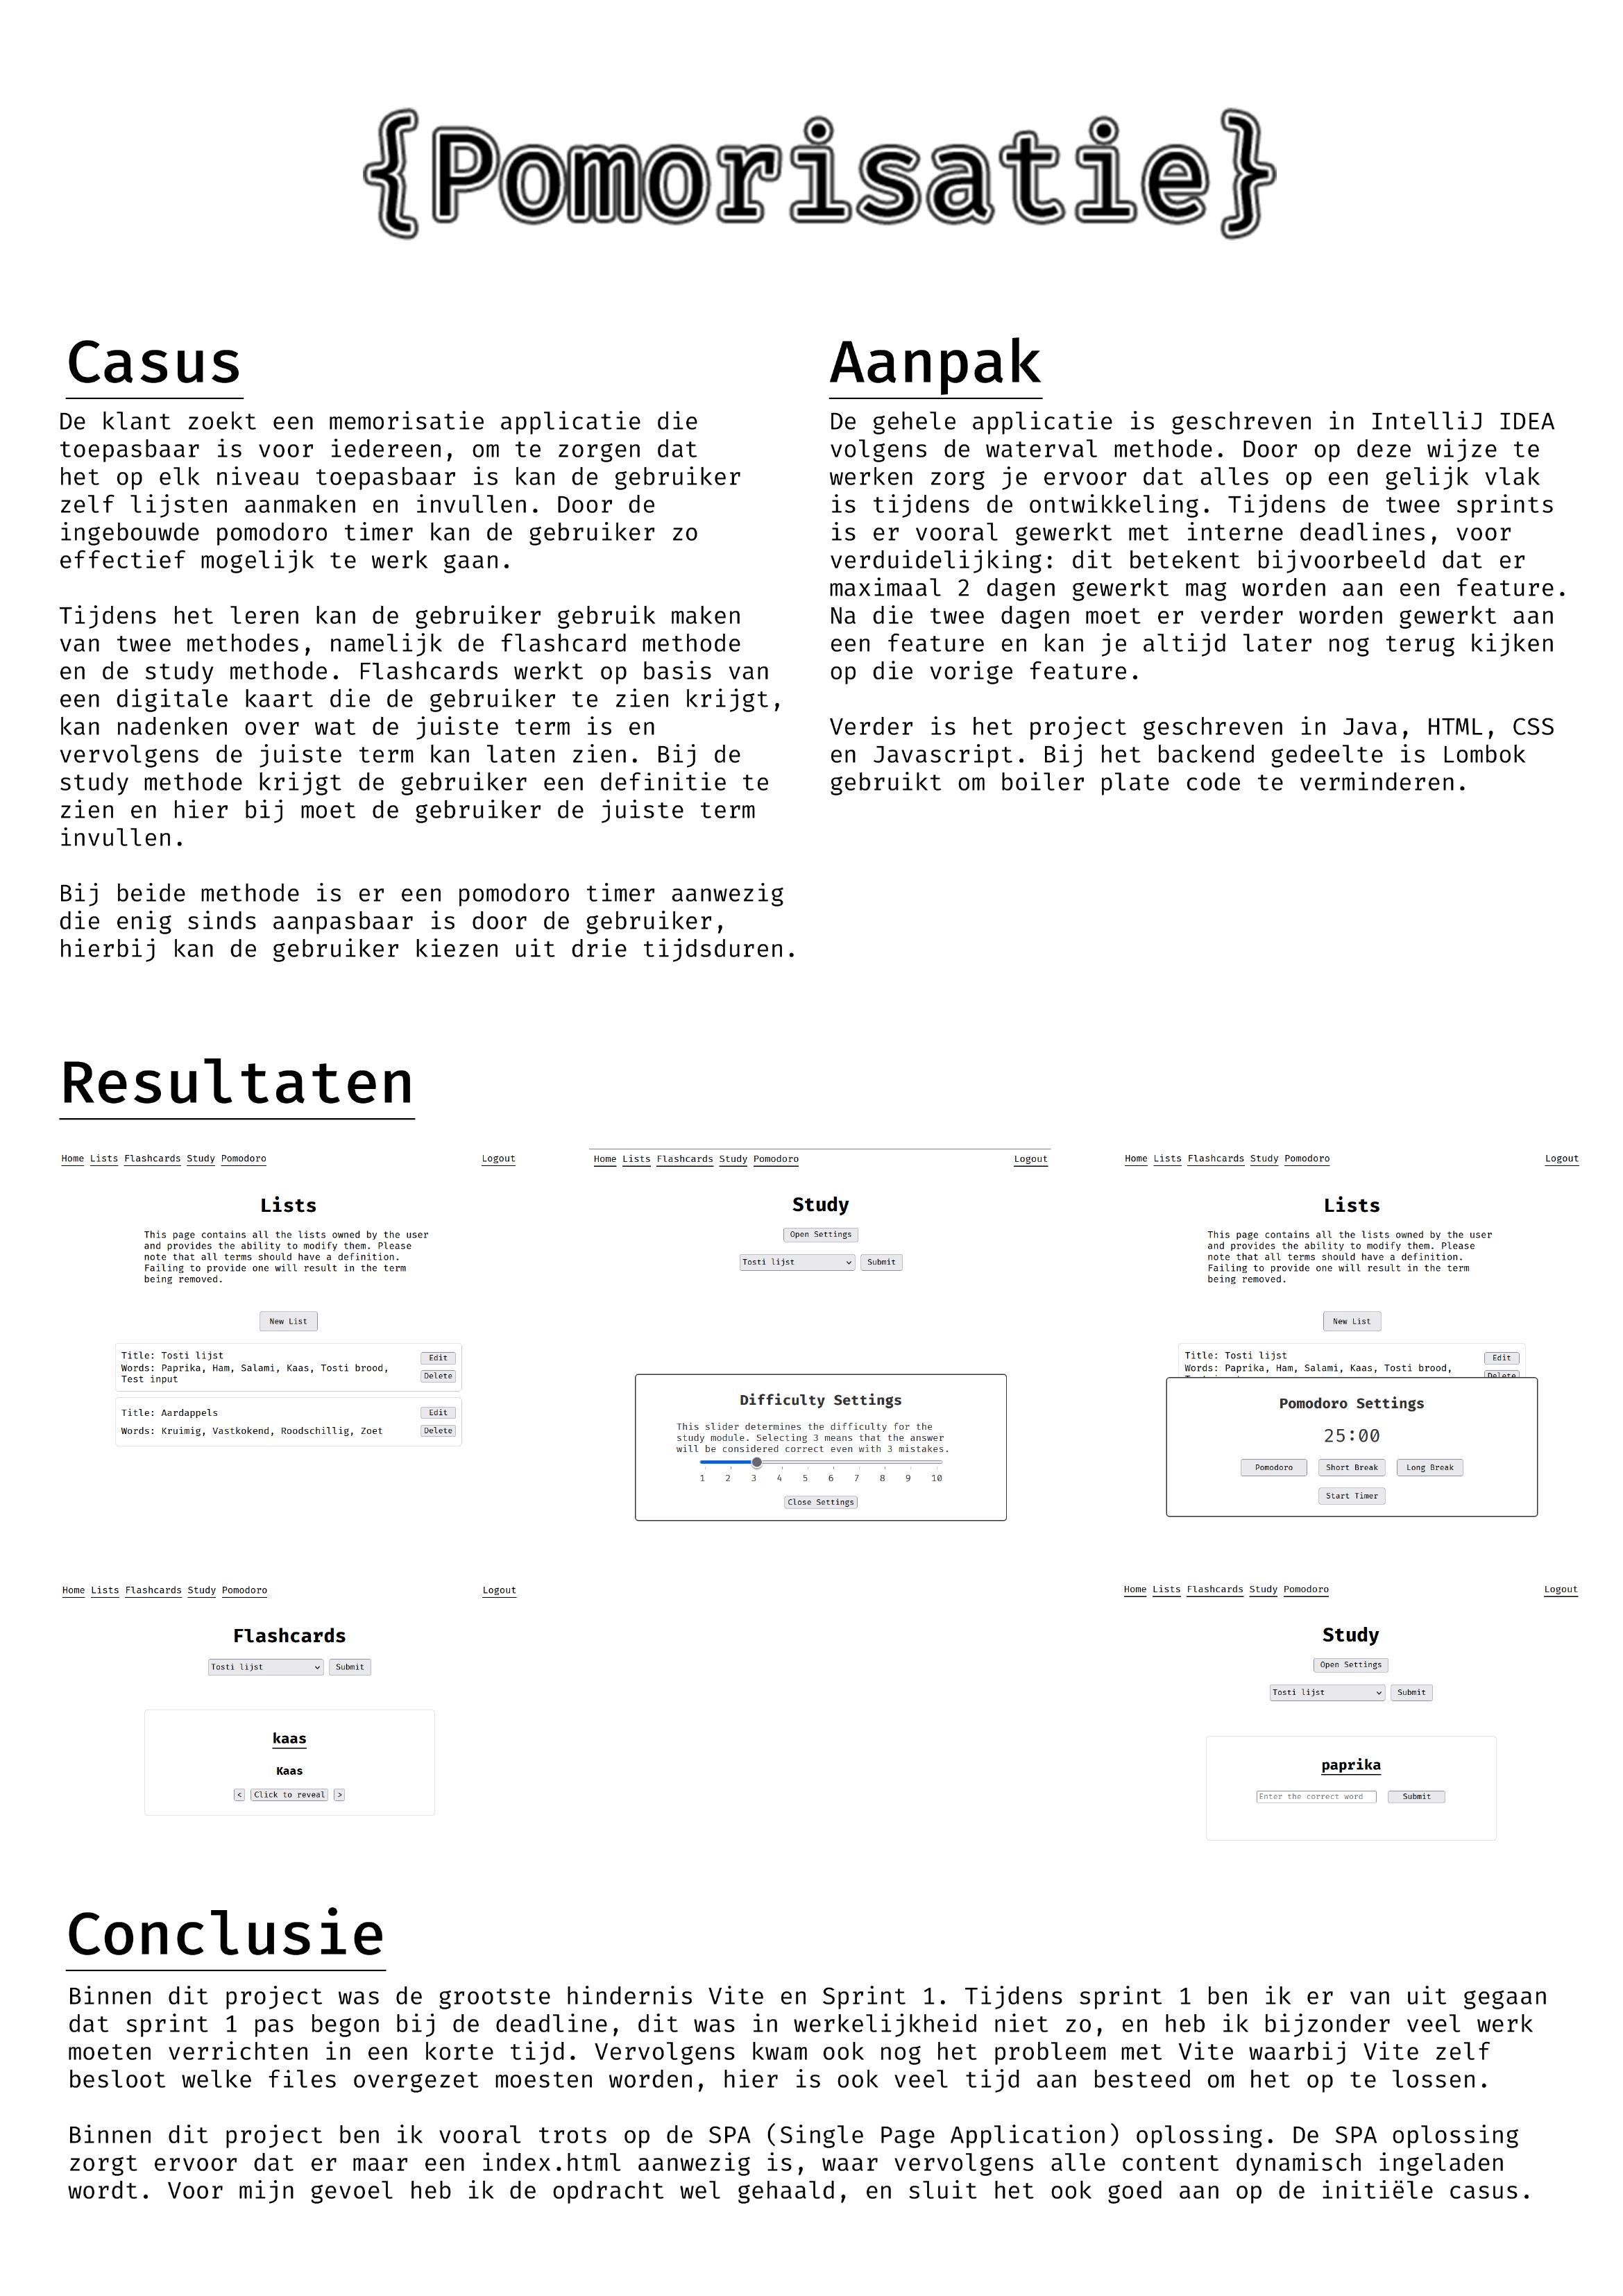 {Pomorisatie}
Casus
De klant zoekt een memorisatie applicatie die
toepasbaar is voor iedereen, om te zorgen dat
het op elk niveau toepasbaar is kan de gebruiker
zelf lijsten aanmaken en invullen. Door de
ingebouwde pomodoro timer kan de gebruiker zo
effectief mogelijk te werk gaan.
Tijdens het leren kan de gebruiker gebruik maken
van twee methodes, namelijk de flashcard methode
en de study methode. Flashcards werkt op basis van
een digitale kaart die de gebruiker te zien krijgt,
kan nadenken over wat de juiste term is en
vervolgens de juiste term kan laten zien. Bij de
study methode krijgt de gebruiker een definitie te
zien en hier bij moet de gebruiker de juiste term
invullen.
Bij beide methode is er een pomodoro timer aanwezig
die enig sinds aanpasbaar is door de gebruiker,
hierbij kan de gebruiker kiezen uit drie tijdsduren.
Aanpak
De gehele applicatie is geschreven in IntelliJ IDEA
volgens de waterval methode. Door op deze wijze te
werken zorg je ervoor dat alles op een gelijk vlak
is tijdens de ontwikkeling. Tijdens de twee sprints
is er vooral gewerkt met interne deadlines, voor
verduidelijking: dit betekent bijvoorbeeld dat er
maximaal 2 dagen gewerkt mag worden aan een feature.
Na die twee dagen moet er verder worden gewerkt aan
een feature en kan je altijd later nog terug kijken
op die vorige feature.
Verder is het project geschreven in Java, HTML, CSS
en Javascript. Bij het backend gedeelte is Lombok
gebruikt om boiler plate code te verminderen.
Resultaten
Home Lists Flashcards Study Pomodoro Logout
Lists
This page contains all the lists owned by the user
and provides the ability to modify them. Please
note that all terms should have a definition.
Failing to provide one will result in the term
being removed.
New List
Title: Tosti lijst
Words: Paprika, Ham, Salami, Kaas, Tosti brood,
Test input
Edit
Delete
Title: Aardappels
Words: Kruimig, Vastkokend, Roodschillig, Zoet
Edit
Delete
Home Lists Flashcards Study Pomodoro Logout
Study
Open Settings
Tosti lijst Submit
Difficulty Settings
This slider determines the difficulty for the
study module. Selecting 3 means that the answer
will be considered correct even with 3 mistakes.
1 2 3 4 5 6 7 8 9 10
Close Settings
Home Lists Flashcards Study Pomodoro Logout
Lists
This page contains all the lists owned by the user
and provides the ability to modify them. Please
note that all terms should have a definition.
Failing to provide one will result in the term
being removed.
New List
Title: Tosti lijst
Words: Paprika, Ham, Salami, Kaas, Tosti brood,
Edit
Delete
Pomodoro Settings
25:00
Pomodoro Short Break Long Break
Start Timer
Home Lists Flashcards Study Pomodoro Logout
Flashcards
Tosti lijst Submit
kaas
Kaas
< Click to reveal >
Home Lists Flashcards Study Pomodoro Logout
Study
Open Settings
Tosti lijst Submit
paprika
Enter the correct word Submit
Conclusie
Binnen dit project was de grootste hindernis Vite en Sprint 1. Tijdens sprint 1 ben ik er van uit gegaan
dat sprint 1 pas begon bij de deadline, dit was in werkelijkheid niet zo, en heb ik bijzonder veel werk
moeten verrichten in een korte tijd. Vervolgens kwam ook nog het probleem met Vite waarbij Vite zelf
besloot welke files overgezet moesten worden, hier is ook veel tijd aan besteed om het op te lossen.
Binnen dit project ben ik vooral trots op de SPA (Single Page Application) oplossing. De SPA oplossing
zorgt ervoor dat er maar een index.html aanwezig is, waar vervolgens alle content dynamisch ingeladen
wordt. Voor mijn gevoel heb ik de opdracht wel gehaald, en sluit het ook goed aan op de initiële casus.